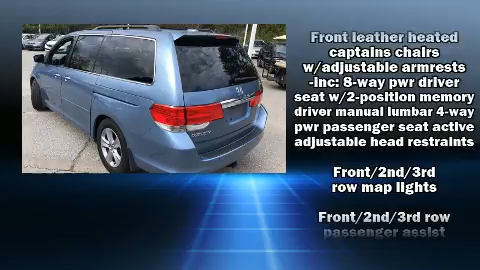 Front leather heated
captains chairs
w/adjustable armrests
-inc: 8-way pwr driver
seat w/2-position memory
driver manual lumbar 4-way
pwr passenger seat active
adjustable head restraints
Front/2nd/3rd
row map lights
Front/2nd/3rd row
passenger assist